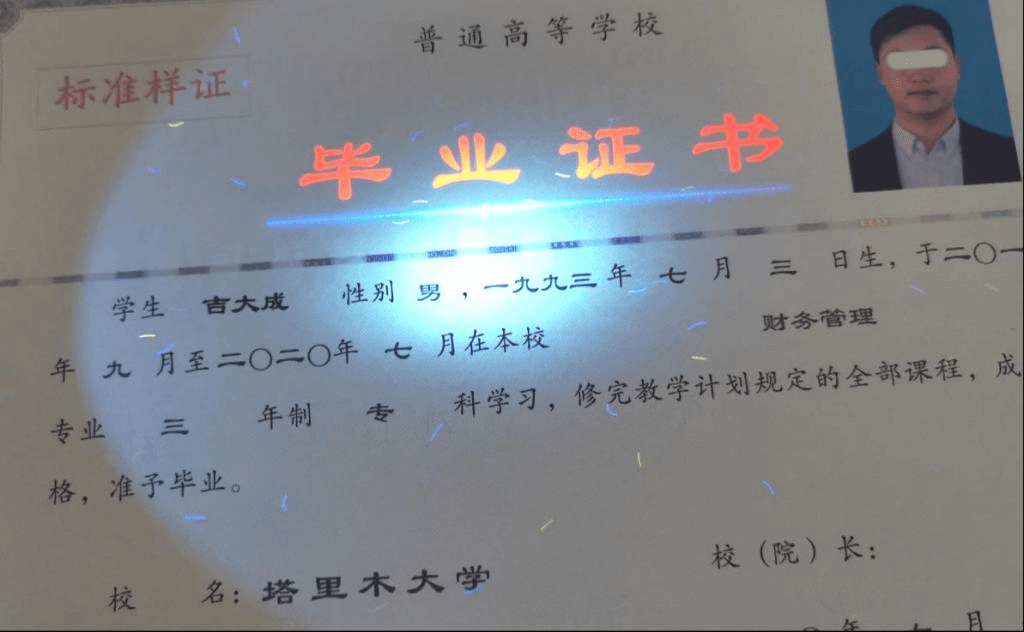 普通高等学校
标准样证
毕业证书
学生 吉大成 性别 男，一九九三年 七 月 三 日生，于二〇一
年 九 月至二〇二〇年 七 月在本校 财务管理
专业 三 年制 专 科学习，修完教学计划规定的全部课程，成
格，准予毕业。
校 名：塔里木大学 校（院）长：
年 七 月